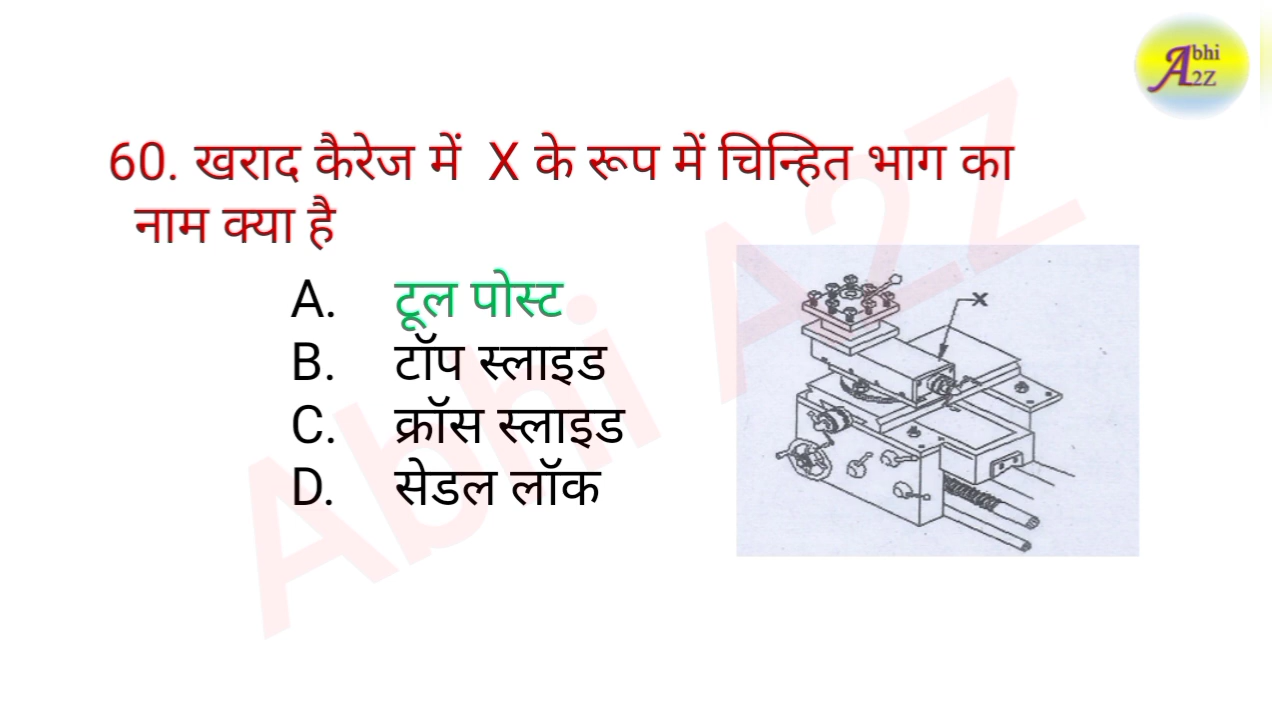 Abhi
A2Z
60. खराद कैरेज में X के रूप में चिन्हित भाग का
नाम क्या है
A. टूल पोस्ट
B. टॉप स्लाइड
C. क्रॉस स्लाइड
D. सेडल लॉक
X
Abhi A2Z